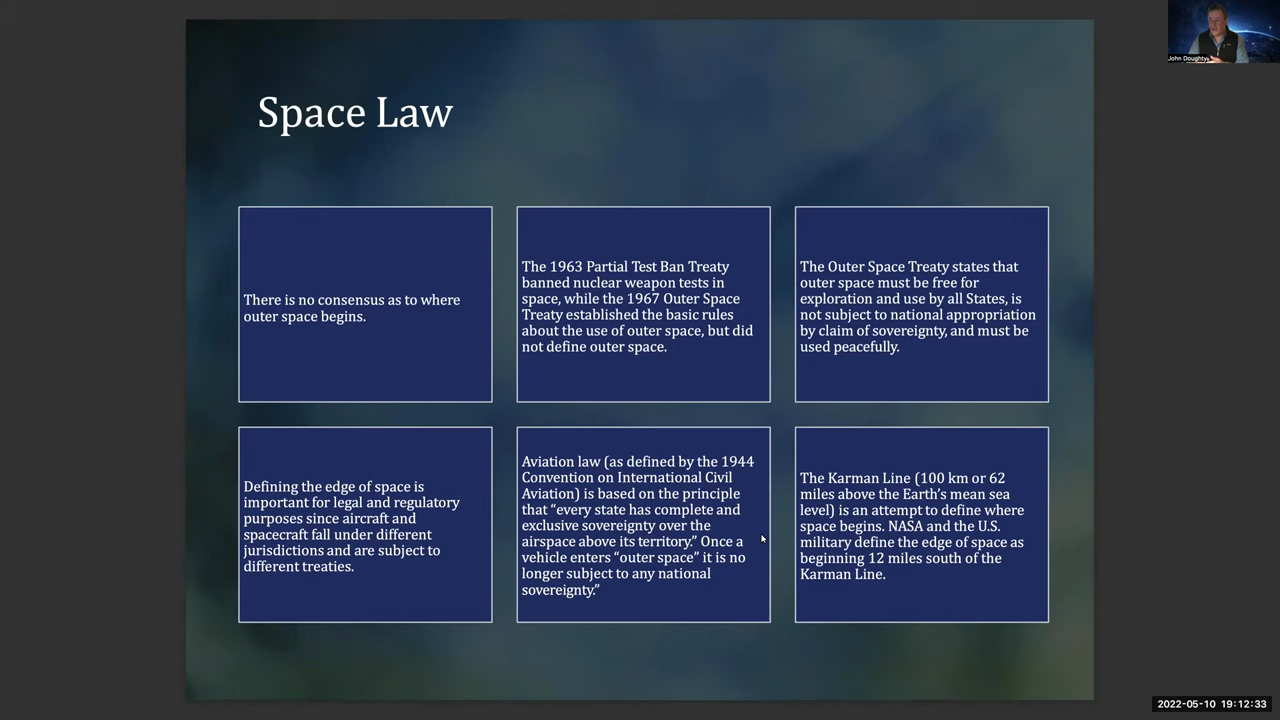 John Doughty
Space Law
There is no consensus as to where
outer space begins.
The 1963 Partial Test Ban Treaty
banned nuclear weapon tests in
space, while the 1967 Outer Space
Treaty established the basic rules
about the use of outer space, but did
not define outer space.
The Outer Space Treaty states that
outer space must be free for
exploration and use by all States, is
not subject to national appropriation
by claim of sovereignty, and must be
used peacefully.
Defining the edge of space is
important for legal and regulatory
purposes since aircraft and
spacecraft fall under different
jurisdictions and are subject to
different treaties.
Aviation law (as defined by the 1944
Convention on International Civil
Aviation) is based on the principle
that “every state has complete and
exclusive sovereignty over the
airspace above its territory.” Once a
vehicle enters “outer space” it is no
longer subject to any national
sovereignty.”
The Karman Line (100 km or 62
miles above the Earth’s mean sea
level) is an attempt to define where
space begins. NASA and the U.S.
military define the edge of space as
beginning 12 miles south of the
Karman Line.
2022-05-10 19:12:33